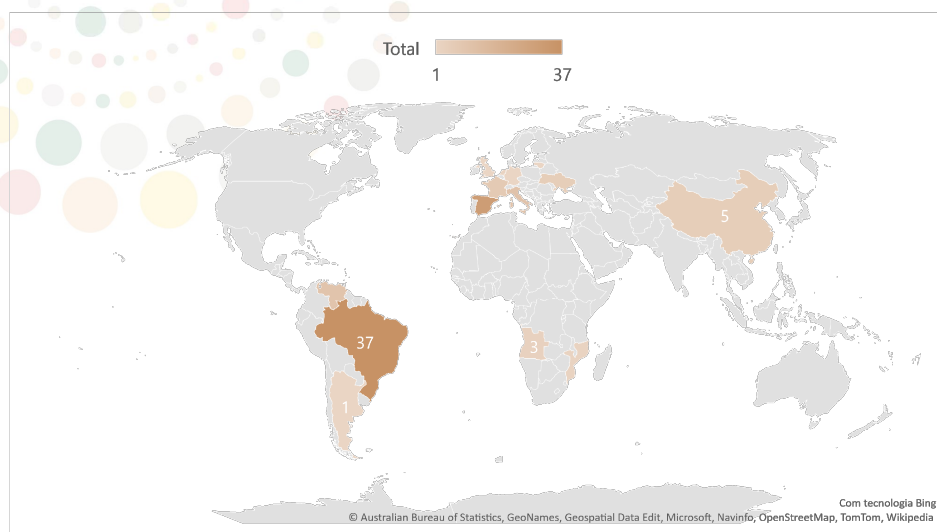 Total
1 37
5
37
3
1
Com tecnologia Bing
© Australian Bureau of Statistics, GeoNames, Geospatial Data Edit, Microsoft, Navinfo, OpenStreetMap, TomTom, Wikipedia